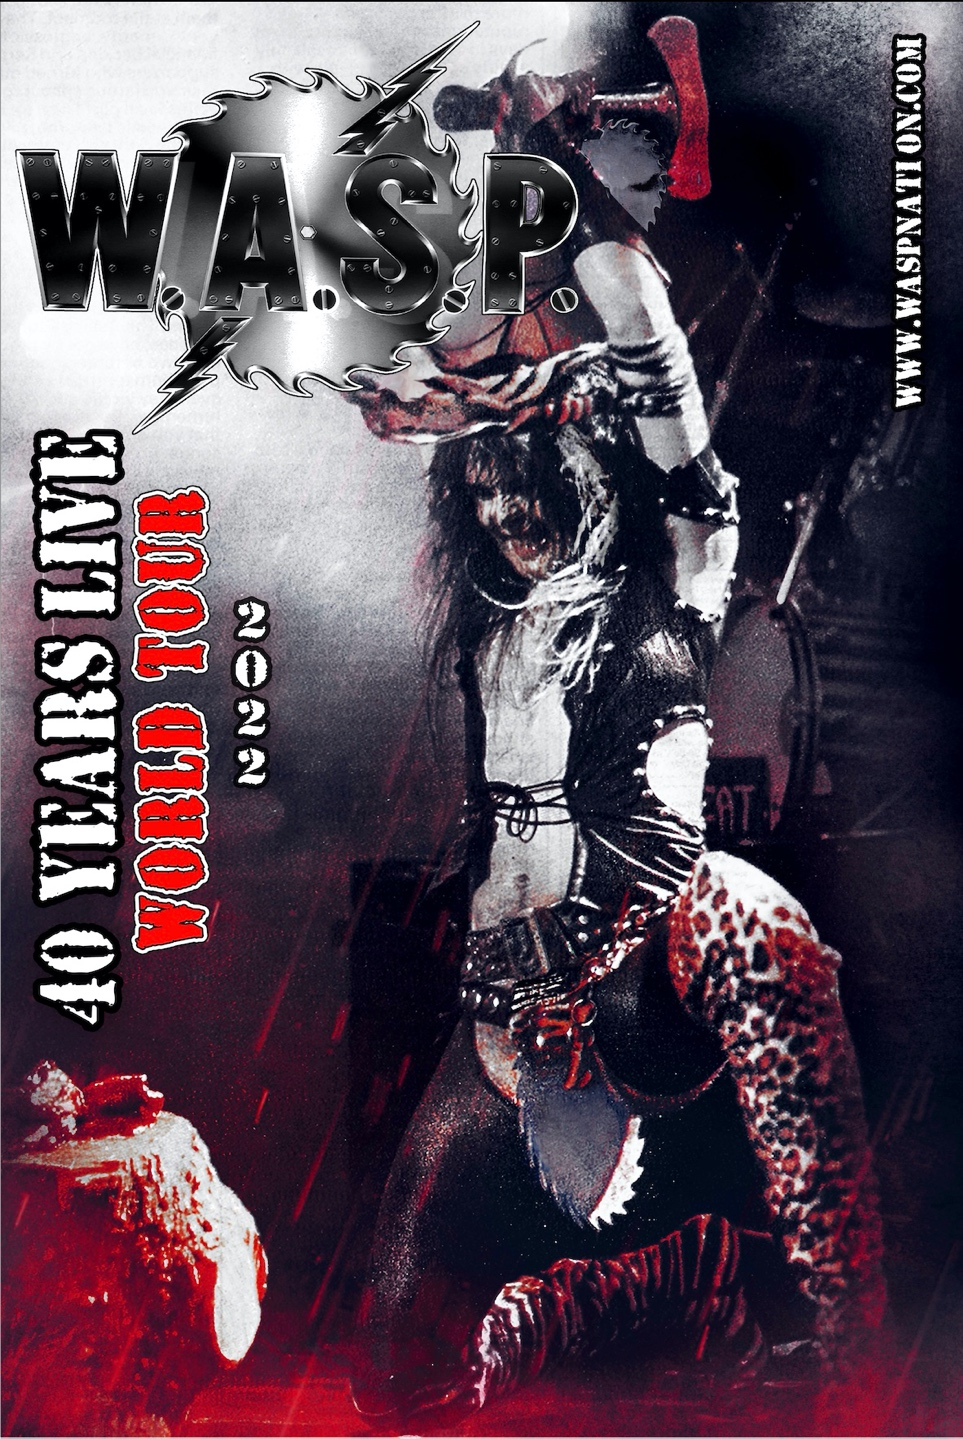 W.A.S.P.
40 YEARS LIVE
WORLD TOUR
2022
WWW.WASPNATION.COM